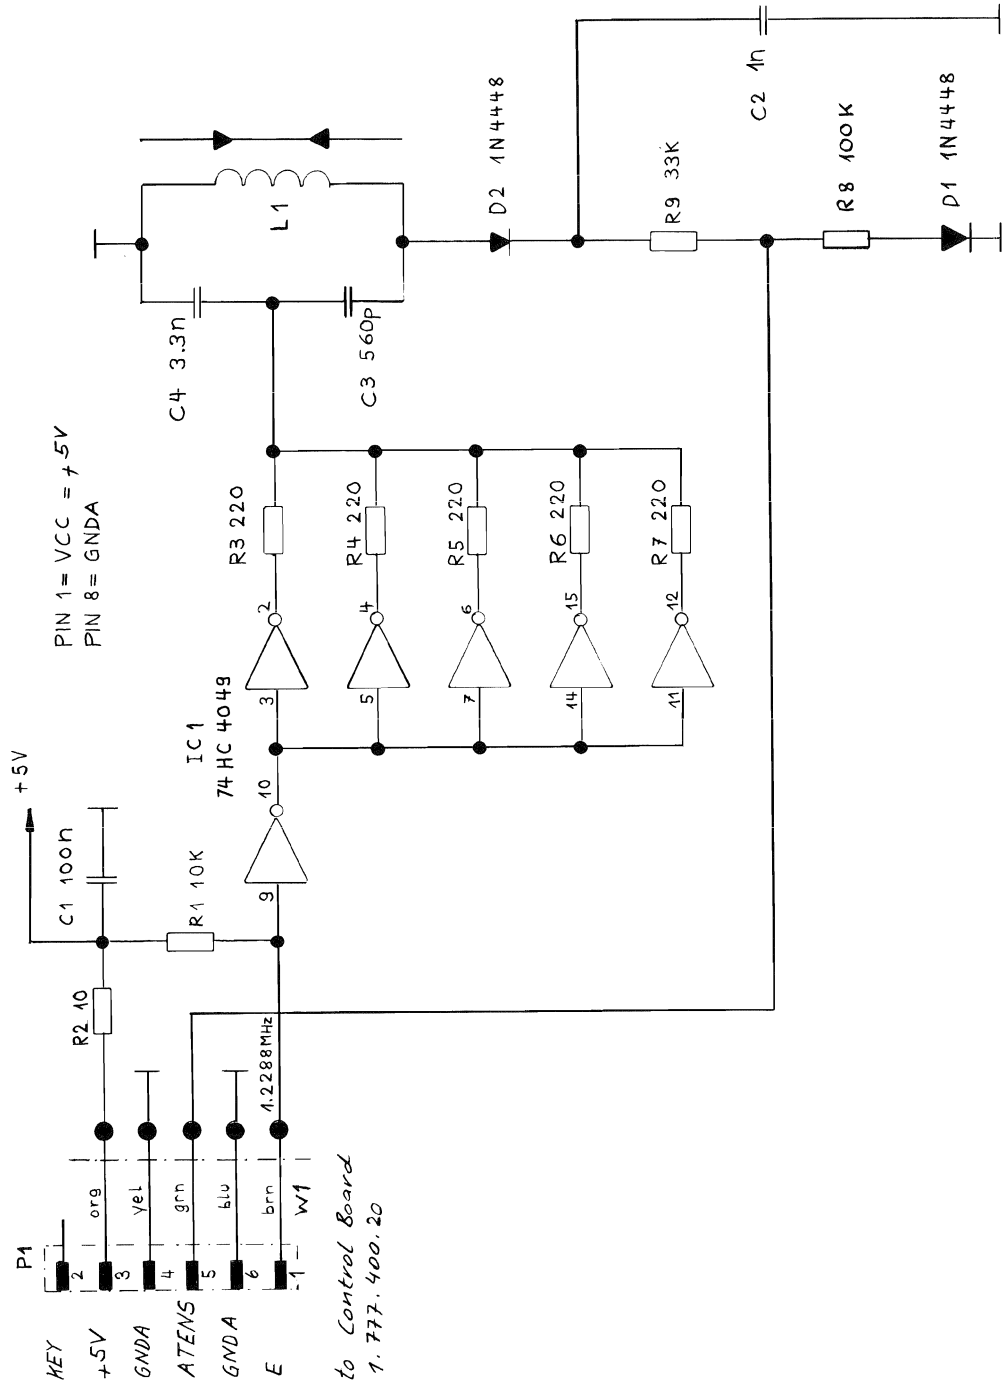 P1
KEY
2
+5V
3
org
GNDA
4
yel
ATENS
5
grn
GNDA
6
blu
E
1
brn
W1
to Control Board
1.777.400.20
R2 10
+5V
C1 100n
R1 10K
1.2288MHz
PIN 1 = VCC = +5V
PIN 8 = GNDA
IC1
74HC4049
9
10
3
2
R3 220
5
4
R4 220
7
6
R5 220
14
15
R6 220
11
12
R7 220
C4 3.3n
C3 560p
L1
D2 1N4448
R9 33K
C2 1n
R8 100K
D1 1N4448